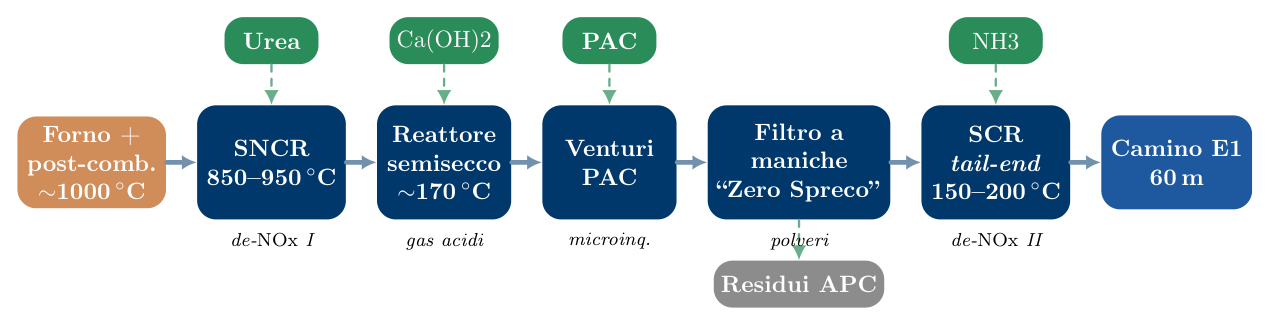 Urea
Ca(OH)2
PAC
NH3
Forno +
post-comb.
~1000 °C
SNCR
850–950 °C
Reattore
semisecco
~170 °C
Venturi
PAC
Filtro a
maniche
“Zero Spreco”
SCR
tail-end
150–200 °C
Camino E1
60 m
de-NOx I
gas acidi
microinq.
polveri
de-NOx II
Residui APC